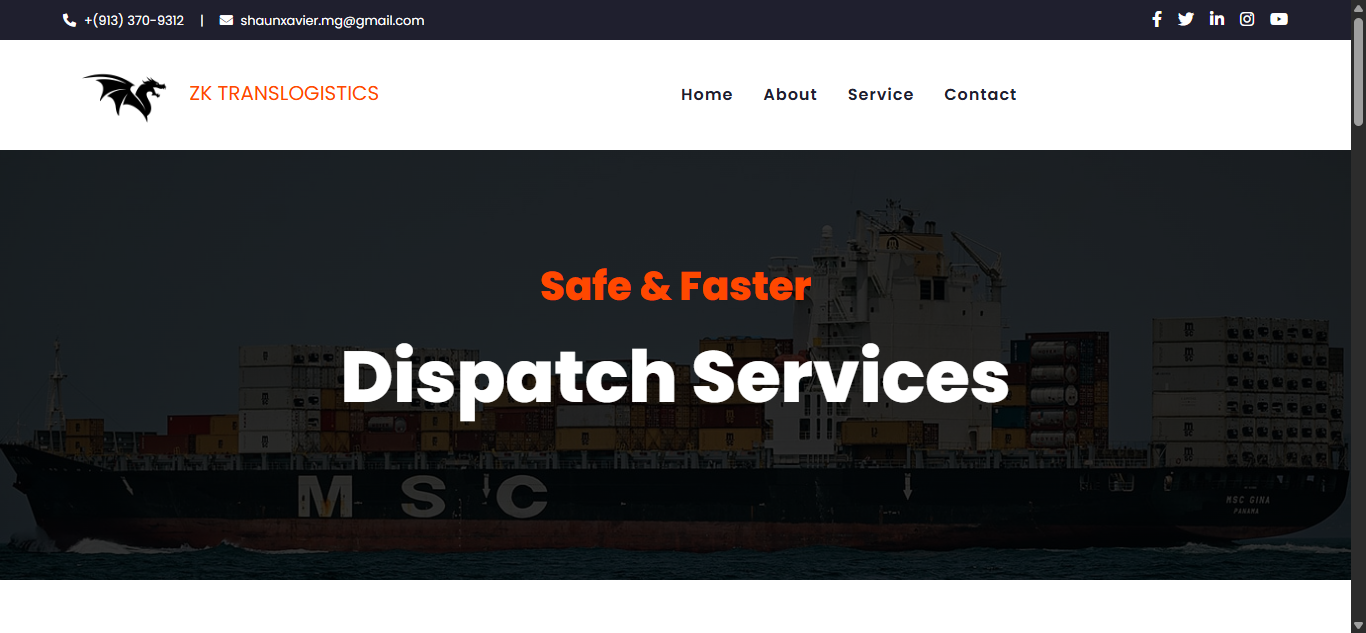 +(913) 370-9312 | shaunxavier.mg@gmail.com
ZK TRANSLOGISTICS
Home About Service Contact
Safe & Faster
Dispatch Services
M S C
MSC GINA
PANAMA